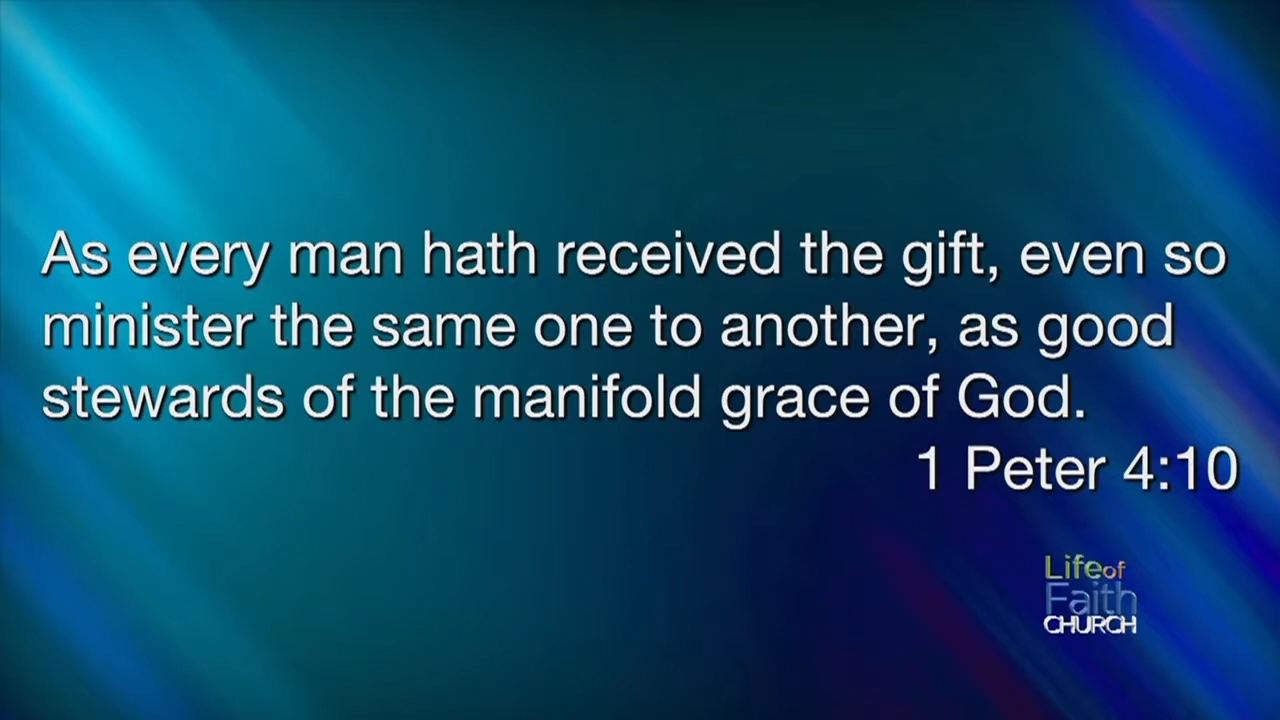 As every man hath received the gift, even so
minister the same one to another, as good
stewards of the manifold grace of God.
1 Peter 4:10
Life of
Faith
CHURCH